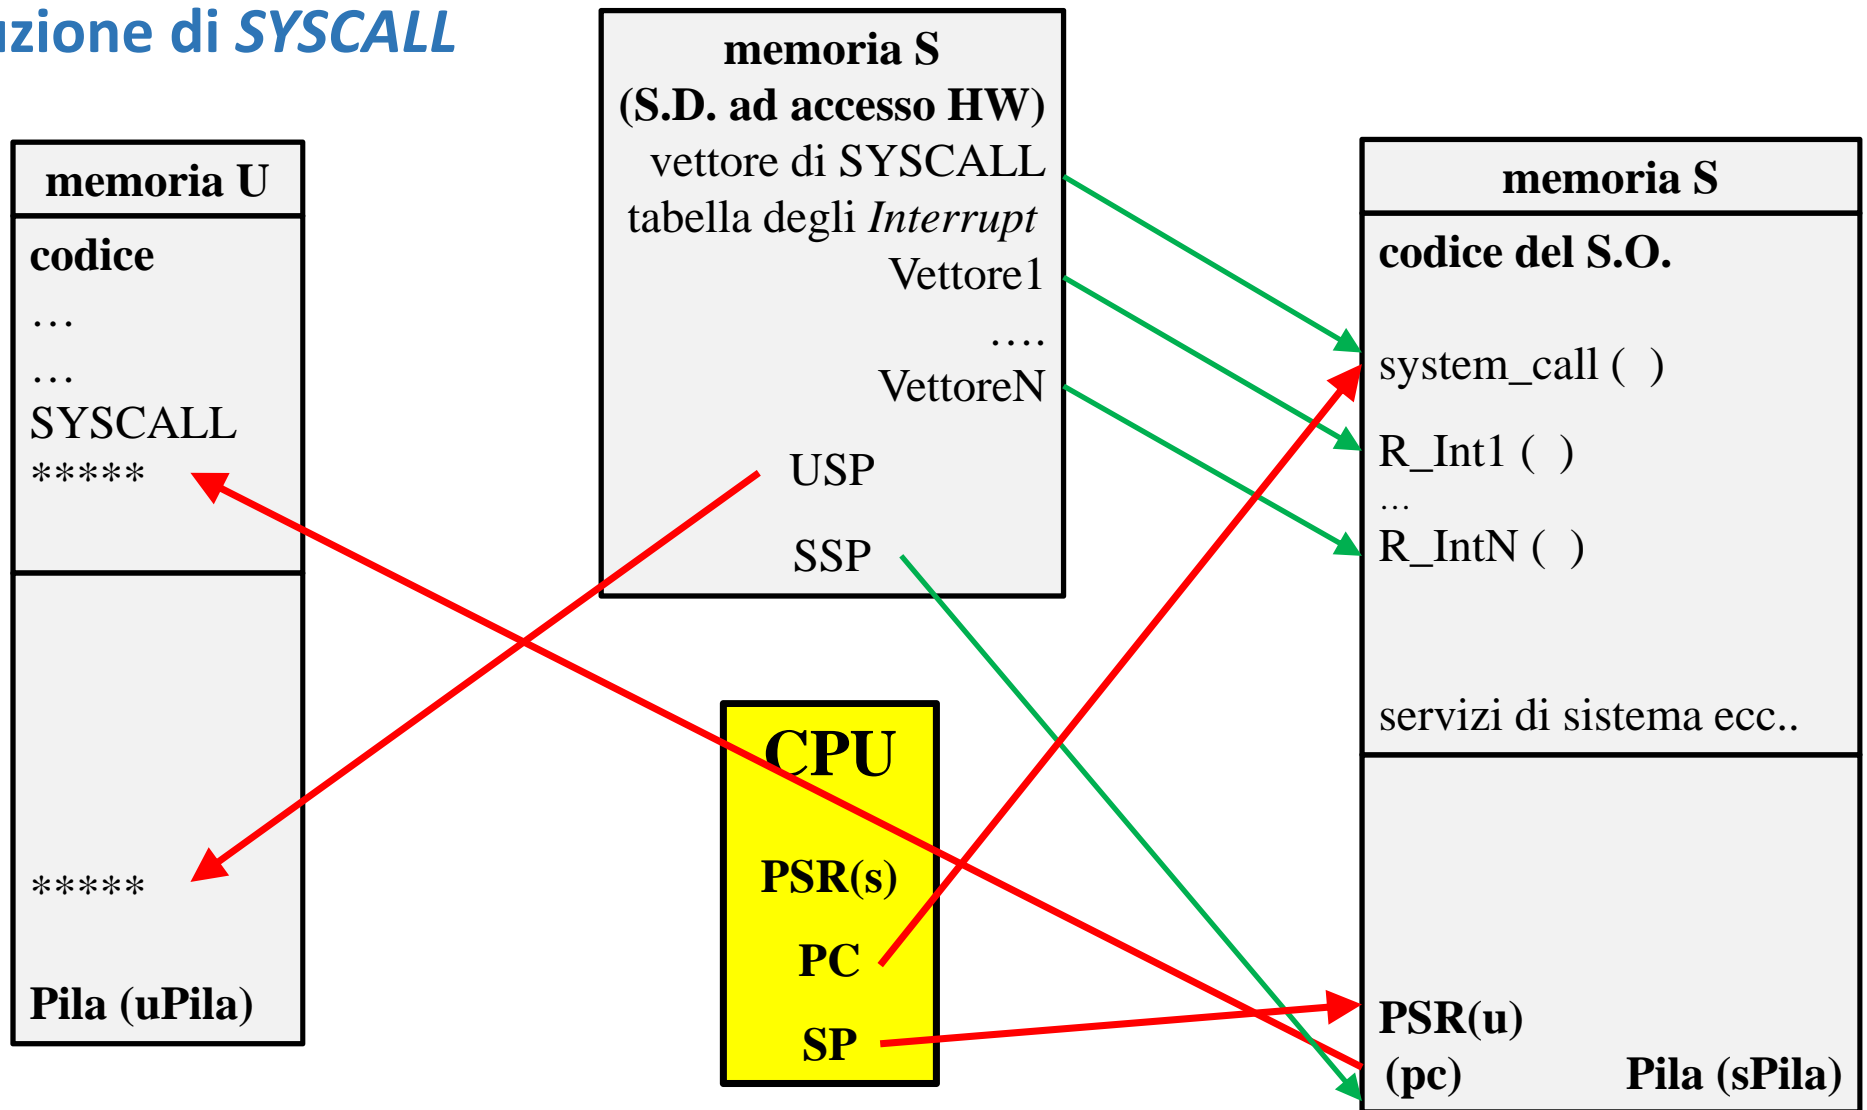 uzione di SYSCALL
memoria U
codice
…
…
SYSCALL
*****
*****
Pila (uPila)
memoria S
(S.D. ad accesso HW)
vettore di SYSCALL
tabella degli Interrupt
Vettore1
….
VettoreN
USP
SSP
CPU
PSR(s)
PC
SP
memoria S
codice del S.O.
system_call ( )
R_Int1 ( )
…
R_IntN ( )
servizi di sistema ecc..
PSR(u)
(pc) Pila (sPila)